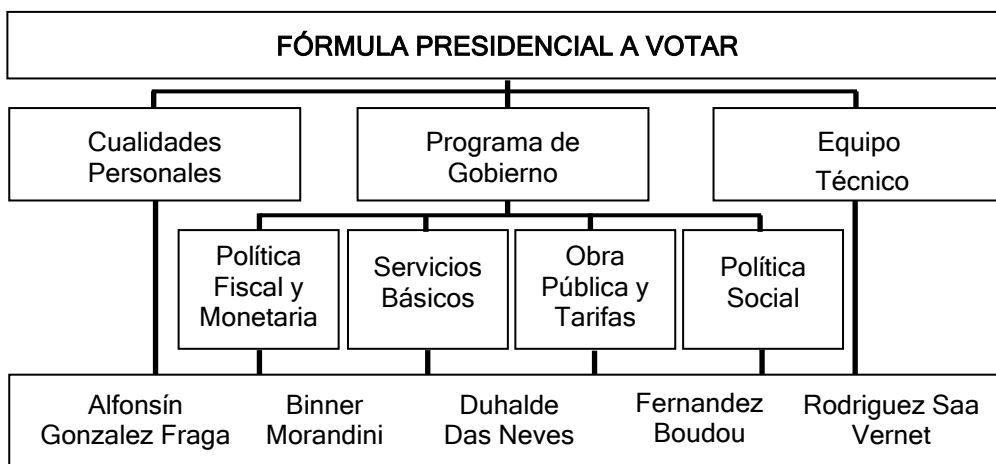 FÓRMULA PRESIDENCIAL A VOTAR
Cualidades
Personales
Programa de
Gobierno
Equipo
Técnico
Política
Fiscal y
Monetaria
Servicios
Básicos
Obra
Pública y
Tarifas
Política
Social
Alfonsín
Gonzalez Fraga
Binner
Morandini
Duhalde
Das Neves
Fernandez
Boudou
Rodriguez Saa
Vernet